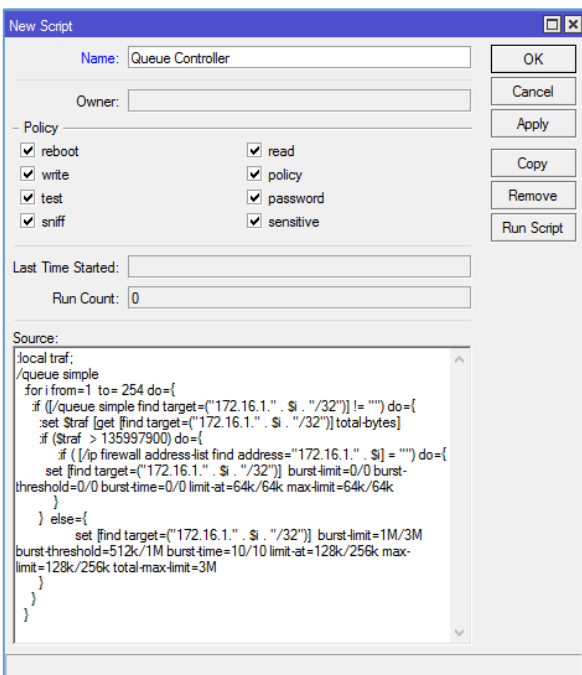 New Script
Name: Queue Controller
OK
Owner:
Cancel
Policy
Apply
reboot read
Copy
write policy
test password
Remove
sniff sensitive
Run Script
Last Time Started:
Run Count: 0
Source:
:local traf;
/queue simple
:for i from=1 to= 254 do={
:if ([/queue simple find target=("172.16.1." . $i . "/32")] != "") do={
:set $traf [get [find target=("172.16.1." . $i . "/32")] total-bytes]
:if ($traf > 135997900) do={
:if ( [/ip firewall address-list find address="172.16.1." . $i] = "") do={
set [find target=("172.16.1." . $i . "/32")] burst-limit=0/0 burst-
threshold=0/0 burst-time=0/0 limit-at=64k/64k max-limit=64k/64k
}
} else={
set [find target=("172.16.1." . $i . "/32")] burst-limit=1M/3M
burst-threshold=512k/1M burst-time=10/10 limit-at=128k/256k max-
limit=128k/256k total-max-limit=3M
}
}
}